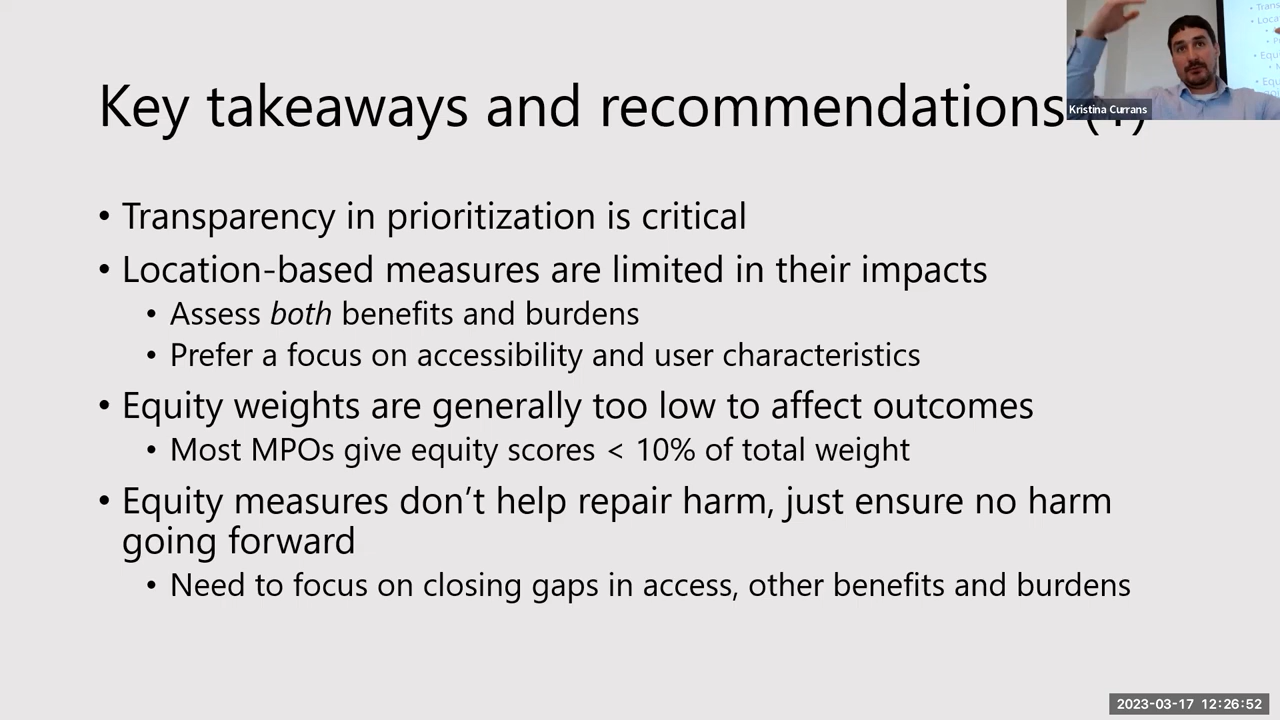 Key takeaways and recommendations
Kristina Currans
• Transparency in prioritization is critical
• Location-based measures are limited in their impacts
• Assess both benefits and burdens
• Prefer a focus on accessibility and user characteristics
• Equity weights are generally too low to affect outcomes
• Most MPOs give equity scores < 10% of total weight
• Equity measures don’t help repair harm, just ensure no harm
going forward
• Need to focus on closing gaps in access, other benefits and burdens
2023-03-17 12:26:52